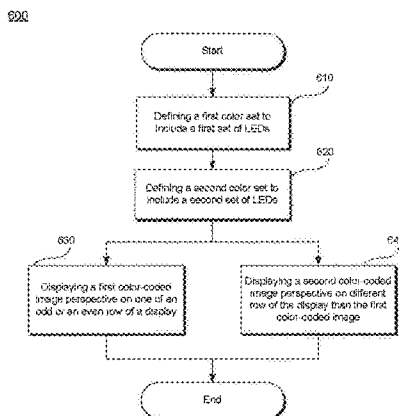 600
Start
610
Defining a first color set to
include a first set of LEDs
620
Defining a second color set to
include a second set of LEDs
630
Displaying a first color-coded
image perspective on one of an
odd or an even row of a display
Displaying a second color-coded
image perspective on different
row of the display than the first
color-coded image
End